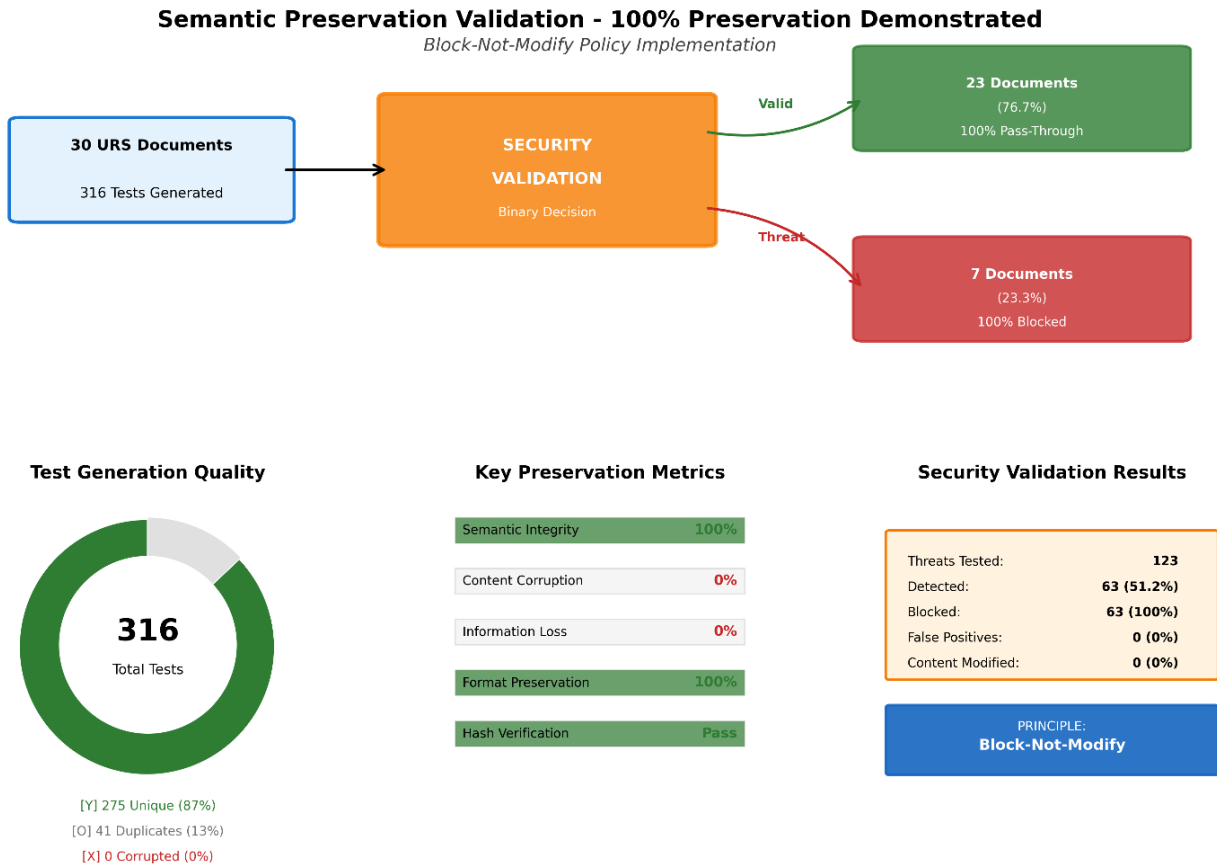 Semantic Preservation Validation - 100% Preservation Demonstrated
Block-Not-Modify Policy Implementation
30 URS Documents
316 Tests Generated
SECURITY
VALIDATION
Binary Decision
Valid
Threat
23 Documents
(76.7%)
100% Pass-Through
7 Documents
(23.3%)
100% Blocked
Test Generation Quality
316
Total Tests
[Y] 275 Unique (87%)
[O] 41 Duplicates (13%)
[X] 0 Corrupted (0%)
Key Preservation Metrics
Semantic Integrity 100%
Content Corruption 0%
Information Loss 0%
Format Preservation 100%
Hash Verification Pass
Security Validation Results
Threats Tested: 123
Detected: 63 (51.2%)
Blocked: 63 (100%)
False Positives: 0 (0%)
Content Modified: 0 (0%)
PRINCIPLE:
Block-Not-Modify